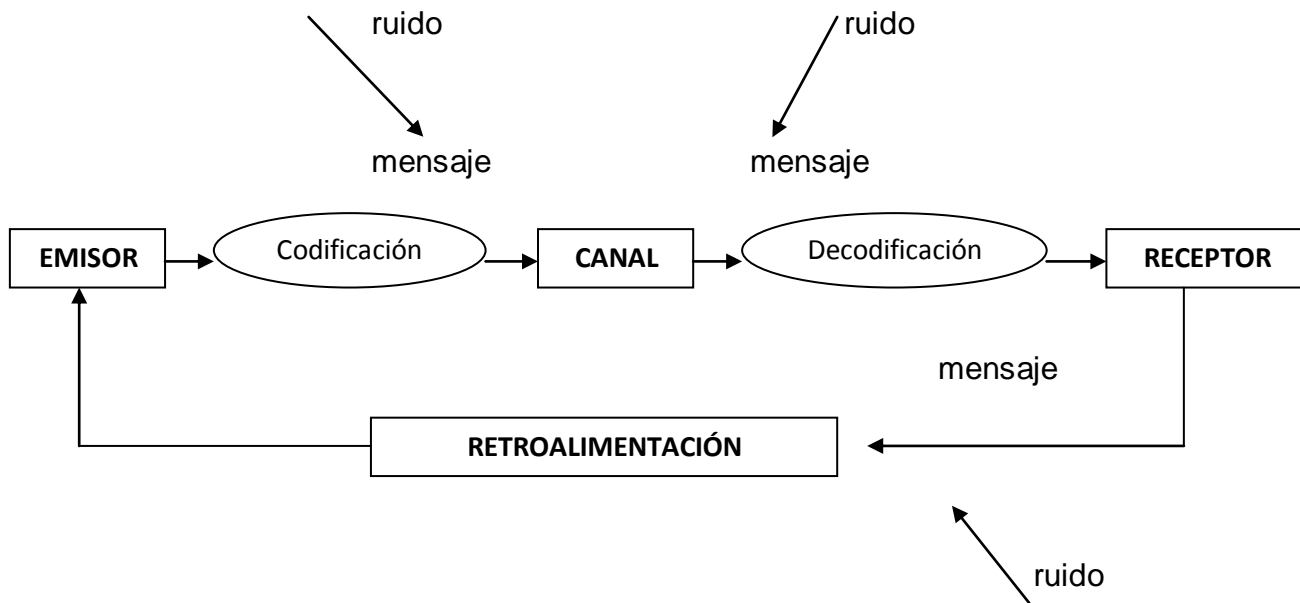 ruido
ruido
mensaje
mensaje
EMISOR
Codificación
CANAL
Decodificación
RECEPTOR
mensaje
RETROALIMENTACIÓN
ruido